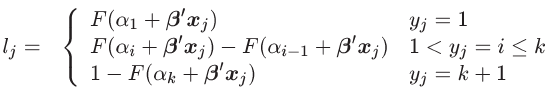 l_j = { F(α_1 + β′x_j)   y_j = 1
F(α_i + β′x_j) − F(α_{i−1} + β′x_j)   1 < y_j = i ≤ k
1 − F(α_k + β′x_j)   y_j = k + 1